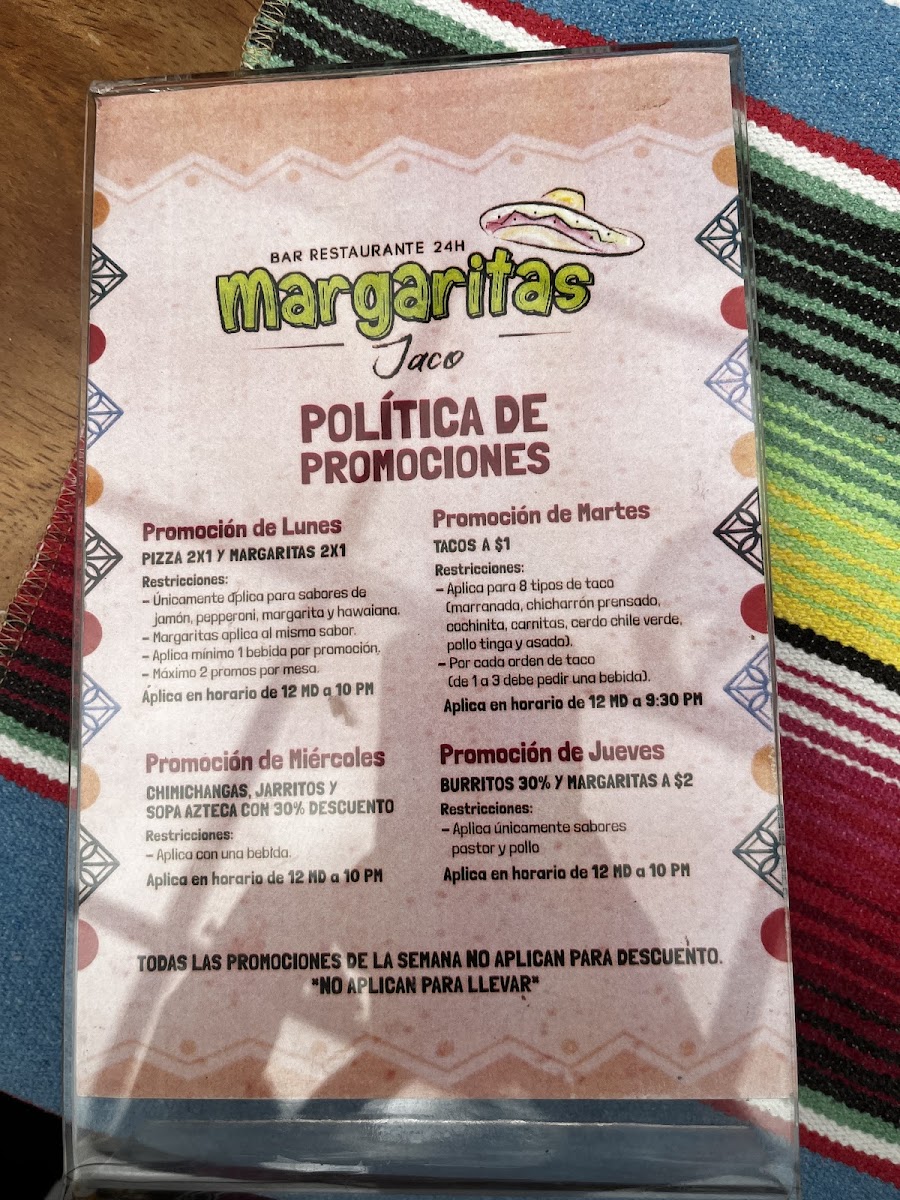 BAR RESTAURANTE 24H
margaritas
Jaco
POLÍTICA DE
PROMOCIONES
Promoción de Lunes
PIZZA 2X1 Y MARGARITAS 2X1
Restricciones:
– Únicamente aplica para sabores de
jamón, pepperoni, margarita y hawaiana.
– Margaritas aplica al mismo sabor.
– Aplica mínimo 1 bebida por promoción.
– Máximo 2 promos por mesa.
Aplica en horario de 12 MD a 10 PM
Promoción de Martes
TACOS A $1
Restricciones:
– Aplica para 8 tipos de taco
(marranada, chicharrón prensado,
cochinita, carnitas, cerdo chile verde,
pollo tinga y asado).
– Por cada orden de taco
(de 1 a 3 debe pedir una bebida).
Aplica en horario de 12 MD a 9:30 PM
Promoción de Miércoles
CHIMICHANGAS, JARRITOS Y
SOPA AZTECA CON 30% DESCUENTO
Restricciones:
– Aplica con una bebida.
Aplica en horario de 12 MD a 10 PM
Promoción de Jueves
BURRITOS 30% Y MARGARITAS A $2
Restricciones:
– Aplica únicamente sabores
pastor y pollo
Aplica en horario de 12 MD a 10 PM
TODAS LAS PROMOCIONES DE LA SEMANA NO APLICAN PARA DESCUENTO.
"NO APLICAN PARA LLEVAR"